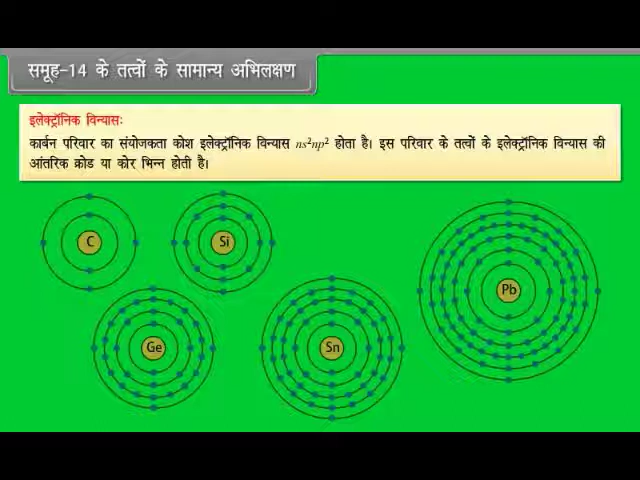 समूह-14 के तत्वों के सामान्य अभिलक्षण
इलेक्ट्रॉनिक विन्यासः
कार्बन परिवार का संयोजकता कोश इलेक्ट्रॉनिक विन्यास ns²np² होता है। इस परिवार के तत्वों के इलेक्ट्रॉनिक विन्यास की
आंतरिक क्रोड या कोर भिन्न होती है।
C
Si
Pb
Ge
Sn